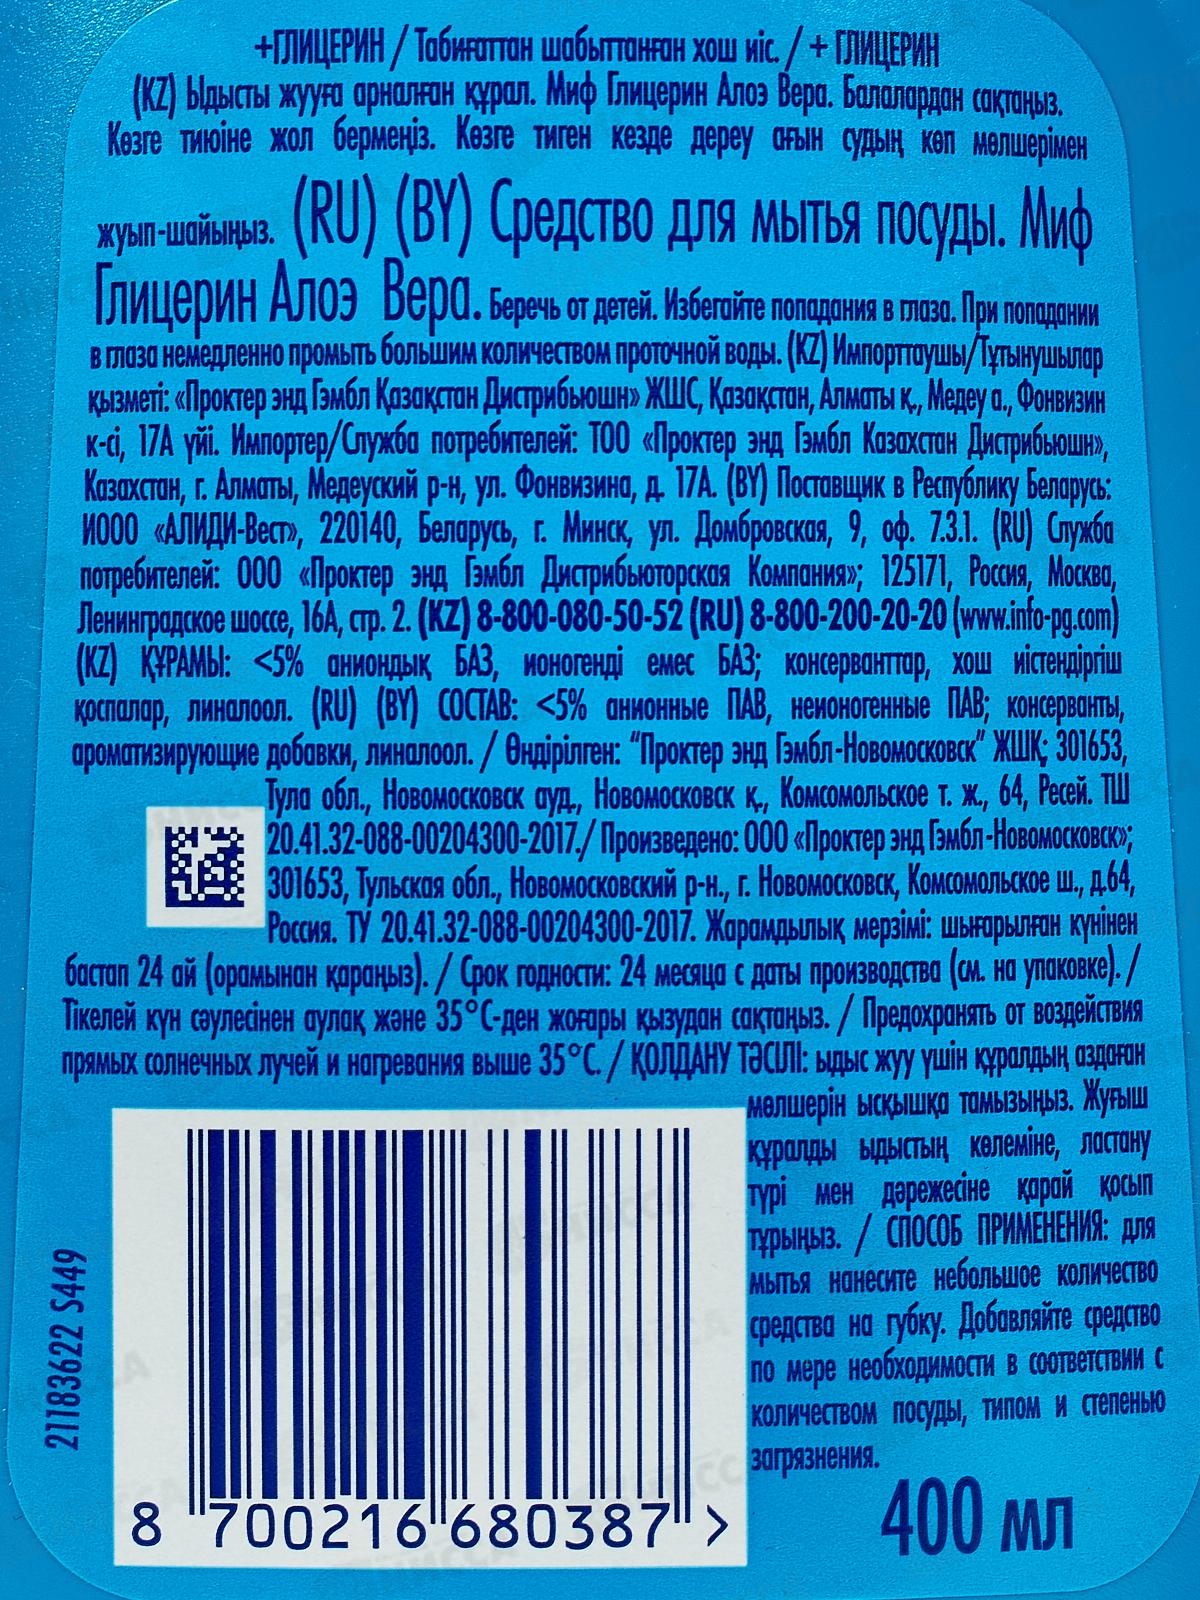 +ГЛИЦЕРИН / Табиғаттан шабыттанған хош иіс. / + ГЛИЦЕРИН
(KZ) Ыдысты жууға арналған құрал. Миф Глицерин Алоэ Вера. Балалардан сақтаңыз.
Көзге тиюіне жол бермеңіз. Көзге тиген кезде дереу ағын судың көп мөлшерімен
жуып-шайыңыз. (RU) (BY) Средство для мытья посуды. Миф
Глицерин Алоэ Вера. Беречь от детей. Избегайте попадания в глаза. При попадании
в глаза немедленно промыть большим количеством проточной воды. (KZ) Импорттаушы/Тұтынушылар
қызметі: «Проктер энд Гэмбл Қазақстан Дистрибьюшн» ЖШС, Қазақстан, Алматы қ., Медеу а., Фонвизин
к-сі, 17А үйі. Импортер/Служба потребителей: ТОО «Проктер энд Гэмбл Казахстан Дистрибьюшн»,
Казахстан, г. Алматы, Медеуский р-н, ул. Фонвизина, д. 17А. (BY) Поставщик в Республику Беларусь:
ИООО «АЛИДИ-Вест», 220140, Беларусь, г. Минск, ул. Домбровская, 9, оф. 7.3.1. (RU) Служба
потребителей: ООО «Проктер энд Гэмбл Дистрибьюторская Компания»; 125171, Россия, Москва,
Ленинградское шоссе, 16А, стр. 2. (KZ) 8-800-080-50-52 (RU) 8-800-200-20-20 (www.info-pg.com)
(KZ) ҚҰРАМЫ: <5% аниондық БАЗ, ионогенді емес БАЗ; консерванттар, хош иістендіргіш
қоспалар, линалоол. (RU) (BY) СОСТАВ: <5% анионные ПАВ, неионогенные ПАВ; консерванты,
ароматизирующие добавки, линалоол. / Өндірілген: "Проктер энд Гэмбл-Новомосковск" ЖШҚ; 301653,
Тула обл., Новомосковск ауд., Новомосковск қ., Комсомольское т. ж., 64, Ресей. ТШ
20.41.32-088-00204300-2017./ Произведено: ООО «Проктер энд Гэмбл-Новомосковск»;
301653, Тульская обл., Новомосковский р-н., г. Новомосковск, Комсомольское ш., д.64,
Россия. ТУ 20.41.32-088-00204300-2017. Жарамдылық мерзімі: шығарылған күнінен
бастап 24 ай (орамынан қараңыз). / Срок годности: 24 месяца с даты производства (см. на упаковке). /
Тікелей күн сәулесінен аулақ және 35°С-ден жоғары қызудан сақтаңыз. / Предохранять от воздействия
прямых солнечных лучей и нагревания выше 35°С. / ҚОЛДАНУ ТӘСІЛІ: ыдыс жуу үшін құралдың аздаған
мөлшерін ысқышқа тамызыңыз. Жуғыш
құралды ыдыстың көлеміне, ластану
түрі мен дәрежесіне қарай қосып
тұрыңыз. / СПОСОБ ПРИМЕНЕНИЯ: для
мытья нанесите небольшое количество
средства на губку. Добавляйте средство
по мере необходимости в соответствии с
количеством посуды, типом и степенью
загрязнения.
21183622 S449
8 700216 680387 >
400 мл